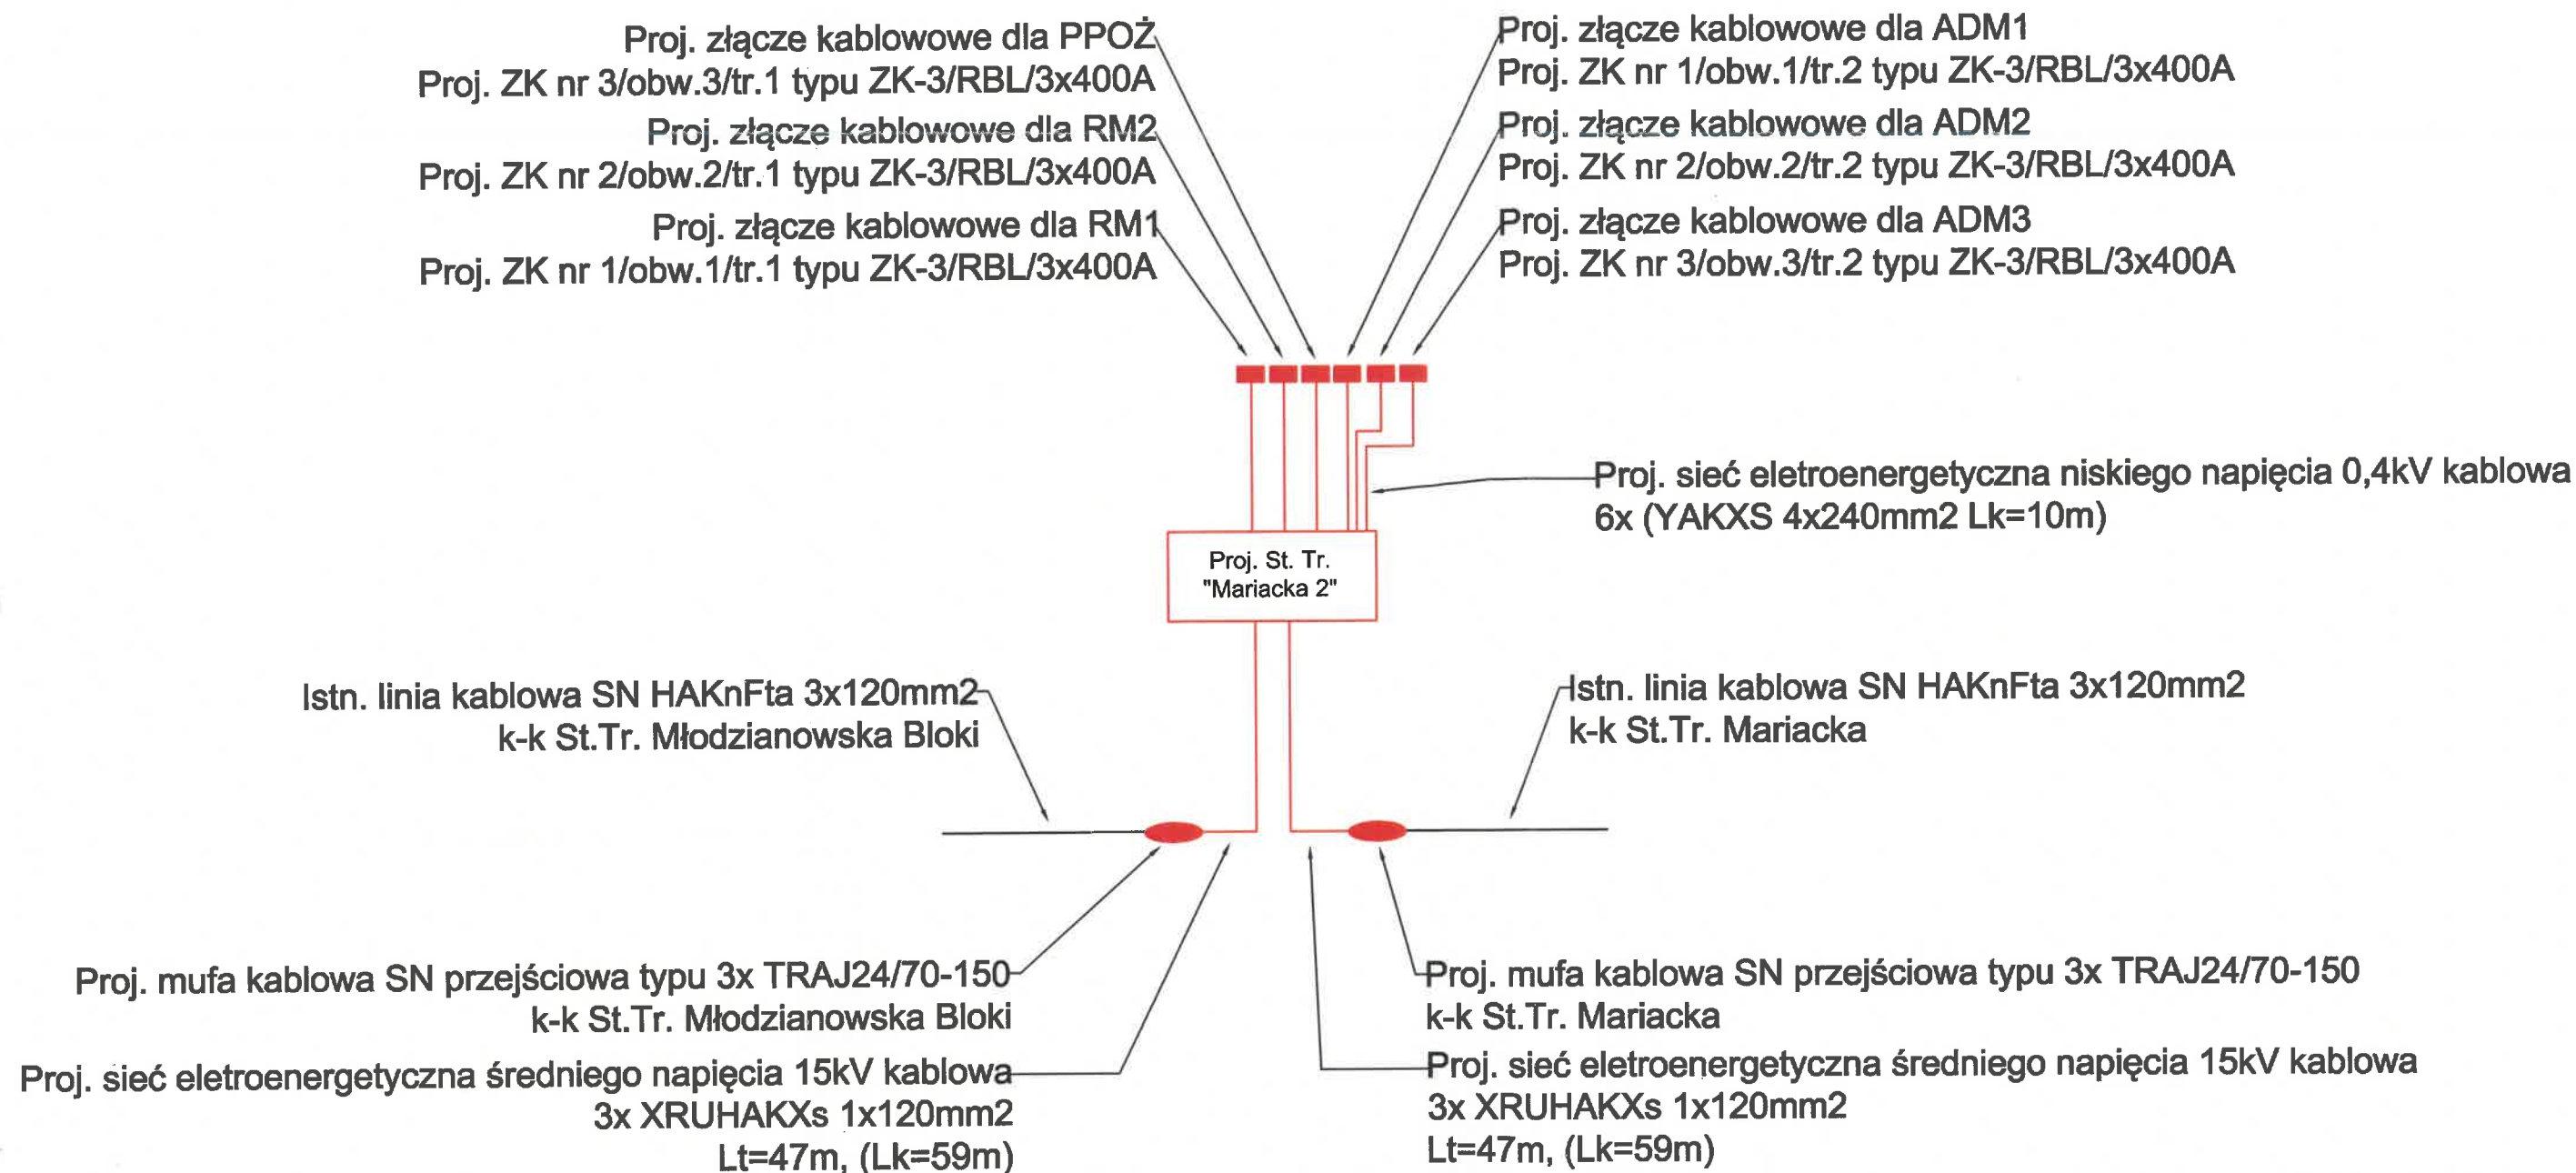 Proj. złącze kablowowe dla PPOŻ
Proj. ZK nr 3/obw.3/tr.1 typu ZK-3/RBL/3x400A
Proj. złącze kablowowe dla RM2
Proj. ZK nr 2/obw.2/tr.1 typu ZK-3/RBL/3x400A
Proj. złącze kablowowe dla RM1
Proj. ZK nr 1/obw.1/tr.1 typu ZK-3/RBL/3x400A
Proj. złącze kablowowe dla ADM1
Proj. ZK nr 1/obw.1/tr.2 typu ZK-3/RBL/3x400A
Proj. złącze kablowowe dla ADM2
Proj. ZK nr 2/obw.2/tr.2 typu ZK-3/RBL/3x400A
Proj. złącze kablowowe dla ADM3
Proj. ZK nr 3/obw.3/tr.2 typu ZK-3/RBL/3x400A
Proj. sieć eletroenergetyczna niskiego napięcia 0,4kV kablowa
6x (YAKXS 4x240mm2 Lk=10m)
Proj. St. Tr.
"Mariacka 2"
Istn. linia kablowa SN HAKnFta 3x120mm2
k-k St.Tr. Młodzianowska Bloki
Istn. linia kablowa SN HAKnFta 3x120mm2
k-k St.Tr. Mariacka
Proj. mufa kablowa SN przejściowa typu 3x TRAJ24/70-150
k-k St.Tr. Młodzianowska Bloki
Proj. sieć eletroenergetyczna średniego napięcia 15kV kablowa
3x XRUHAKXs 1x120mm2
Lt=47m, (Lk=59m)
Proj. mufa kablowa SN przejściowa typu 3x TRAJ24/70-150
k-k St.Tr. Mariacka
Proj. sieć eletroenergetyczna średniego napięcia 15kV kablowa
3x XRUHAKXs 1x120mm2
Lt=47m, (Lk=59m)